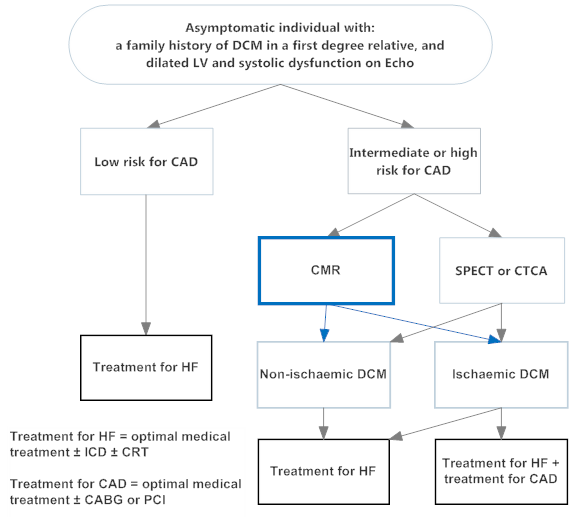 Asymptomatic individual with:
a family history of DCM in a first degree relative, and
dilated LV and systolic dysfunction on Echo
Low risk for CAD
Intermediate or high
risk for CAD
CMR
SPECT or CTCA
Treatment for HF
Non-ischaemic DCM
Ischaemic DCM
Treatment for HF = optimal medical
treatment ± ICD ± CRT
Treatment for CAD = optimal medical
treatment ± CABG or PCI
Treatment for HF
Treatment for HF +
treatment for CAD